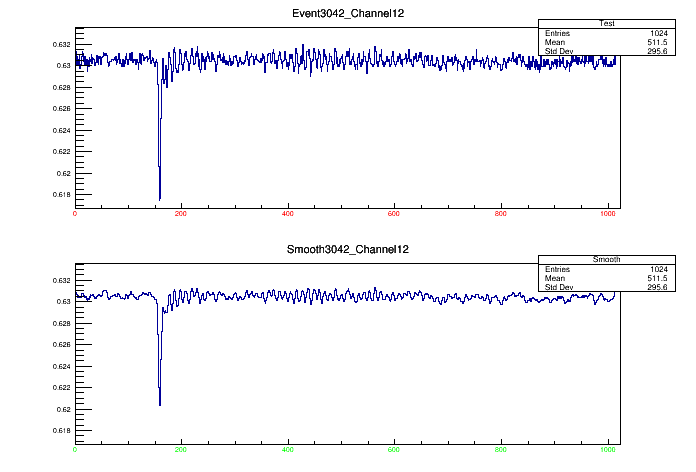 Event3042_Channel12
Test
Entries 1024
Mean 511.5
Std Dev 295.6
0.632
0.63
0.628
0.626
0.624
0.622
0.62
0.618
0 200 400 600 800 1000
Smooth3042_Channel12
Smooth
Entries 1024
Mean 511.5
Std Dev 295.6
0.632
0.63
0.628
0.626
0.624
0.622
0.62
0.618
0 200 400 600 800 1000